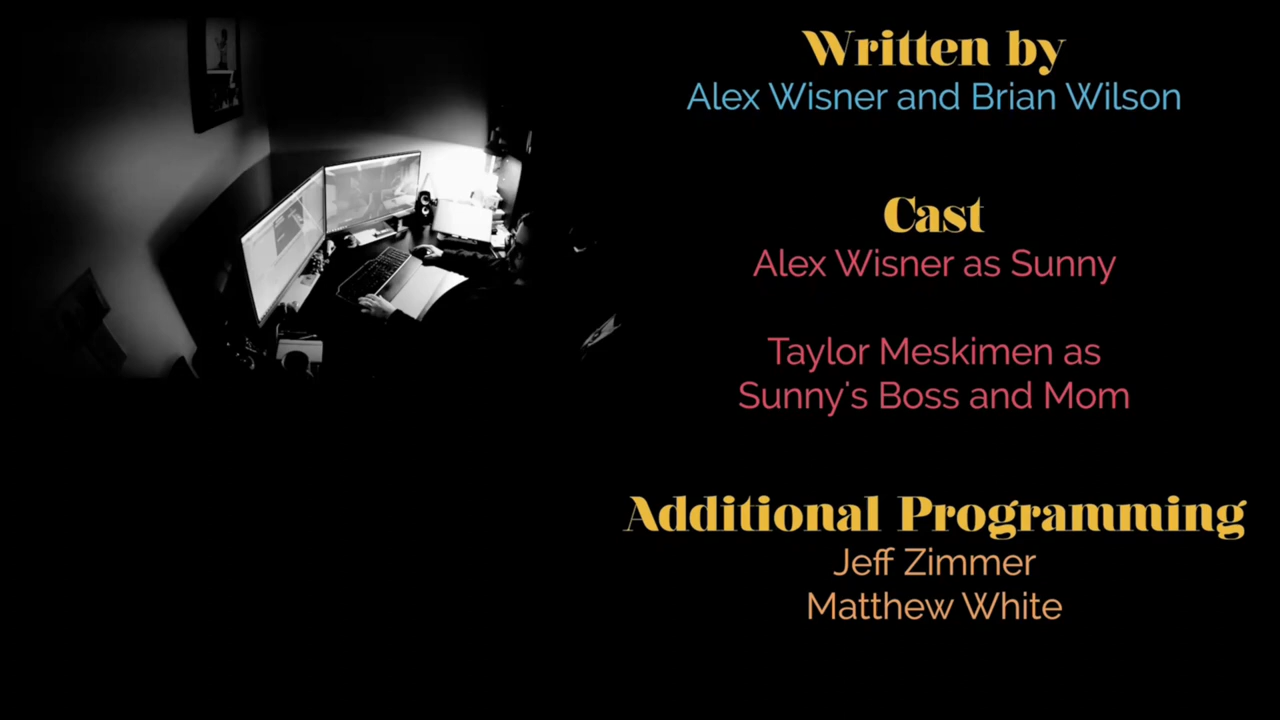 Written by
Alex Wisner and Brian Wilson
Cast
Alex Wisner as Sunny
Taylor Meskimen as
Sunny's Boss and Mom
Additional Programming
Jeff Zimmer
Matthew White